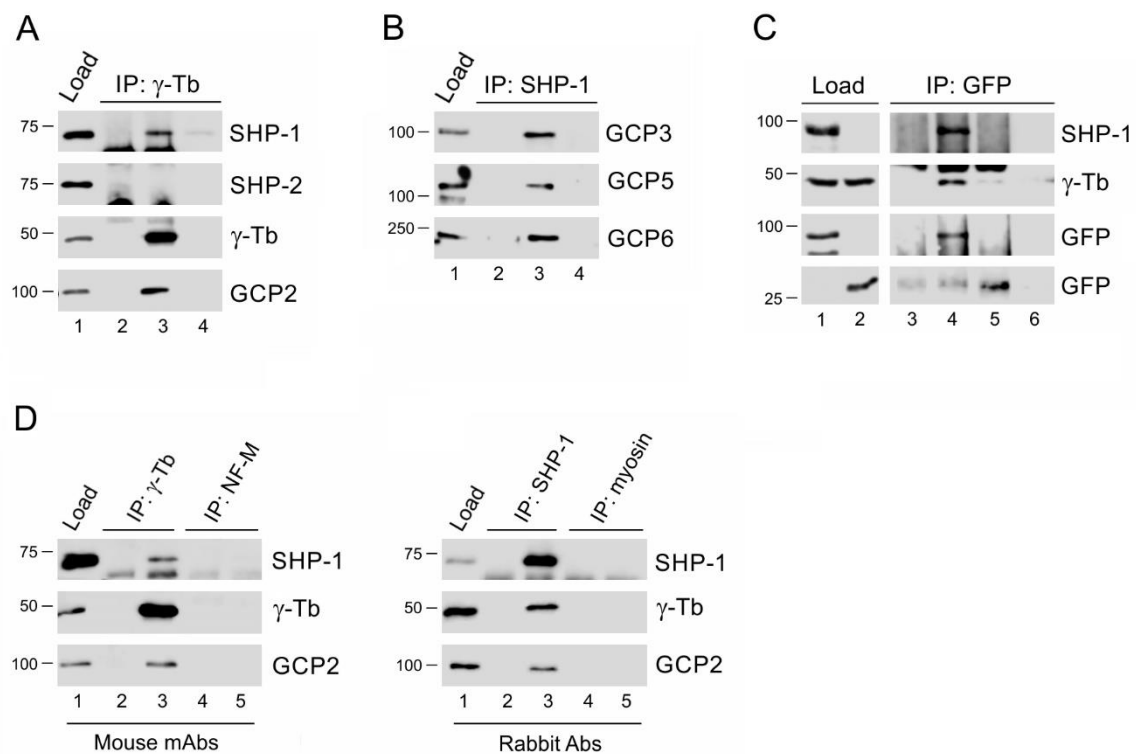 A
Load
IP: γ-Tb
75
SHP-1
75
SHP-2
50
γ-Tb
100
GCP2
1 2 3 4
B
Load
IP: SHP-1
100
GCP3
100
GCP5
250
GCP6
1 2 3 4
C
Load IP: GFP
100
SHP-1
50
γ-Tb
100
GFP
25
GFP
1 2 3 4 5 6
D
Load
IP: γ-Tb
IP: NF-M
75
SHP-1
50
γ-Tb
100
GCP2
1 2 3 4 5
Mouse mAbs
Load
IP: SHP-1
IP: myosin
75
SHP-1
50
γ-Tb
100
GCP2
1 2 3 4 5
Rabbit Abs